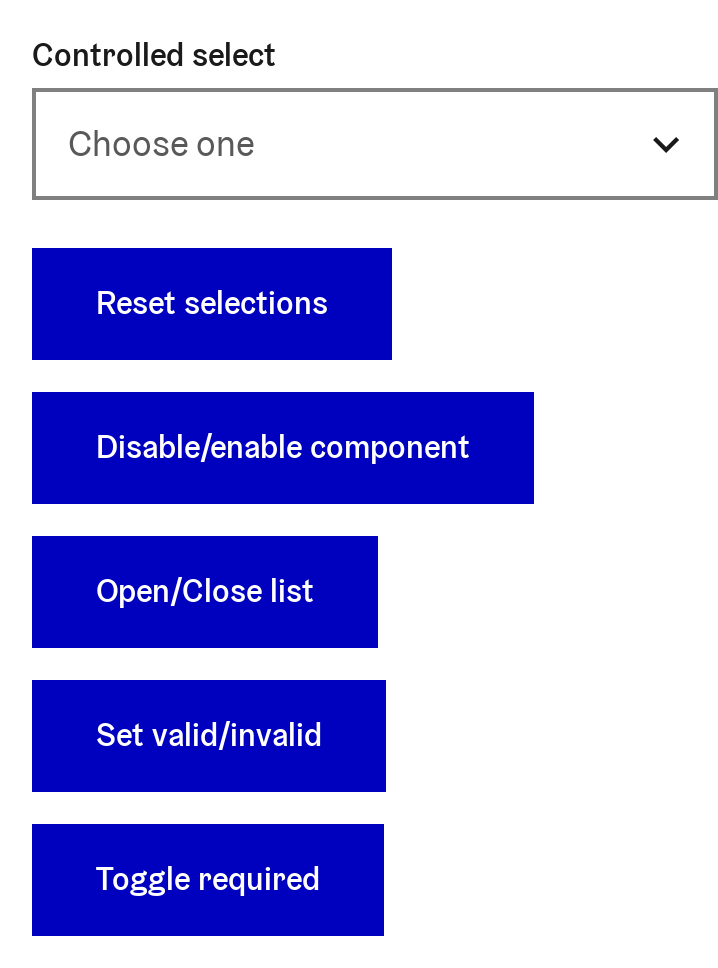 Controlled select
Choose one
Reset selections
Disable/enable component
Open/Close list
Set valid/invalid
Toggle required